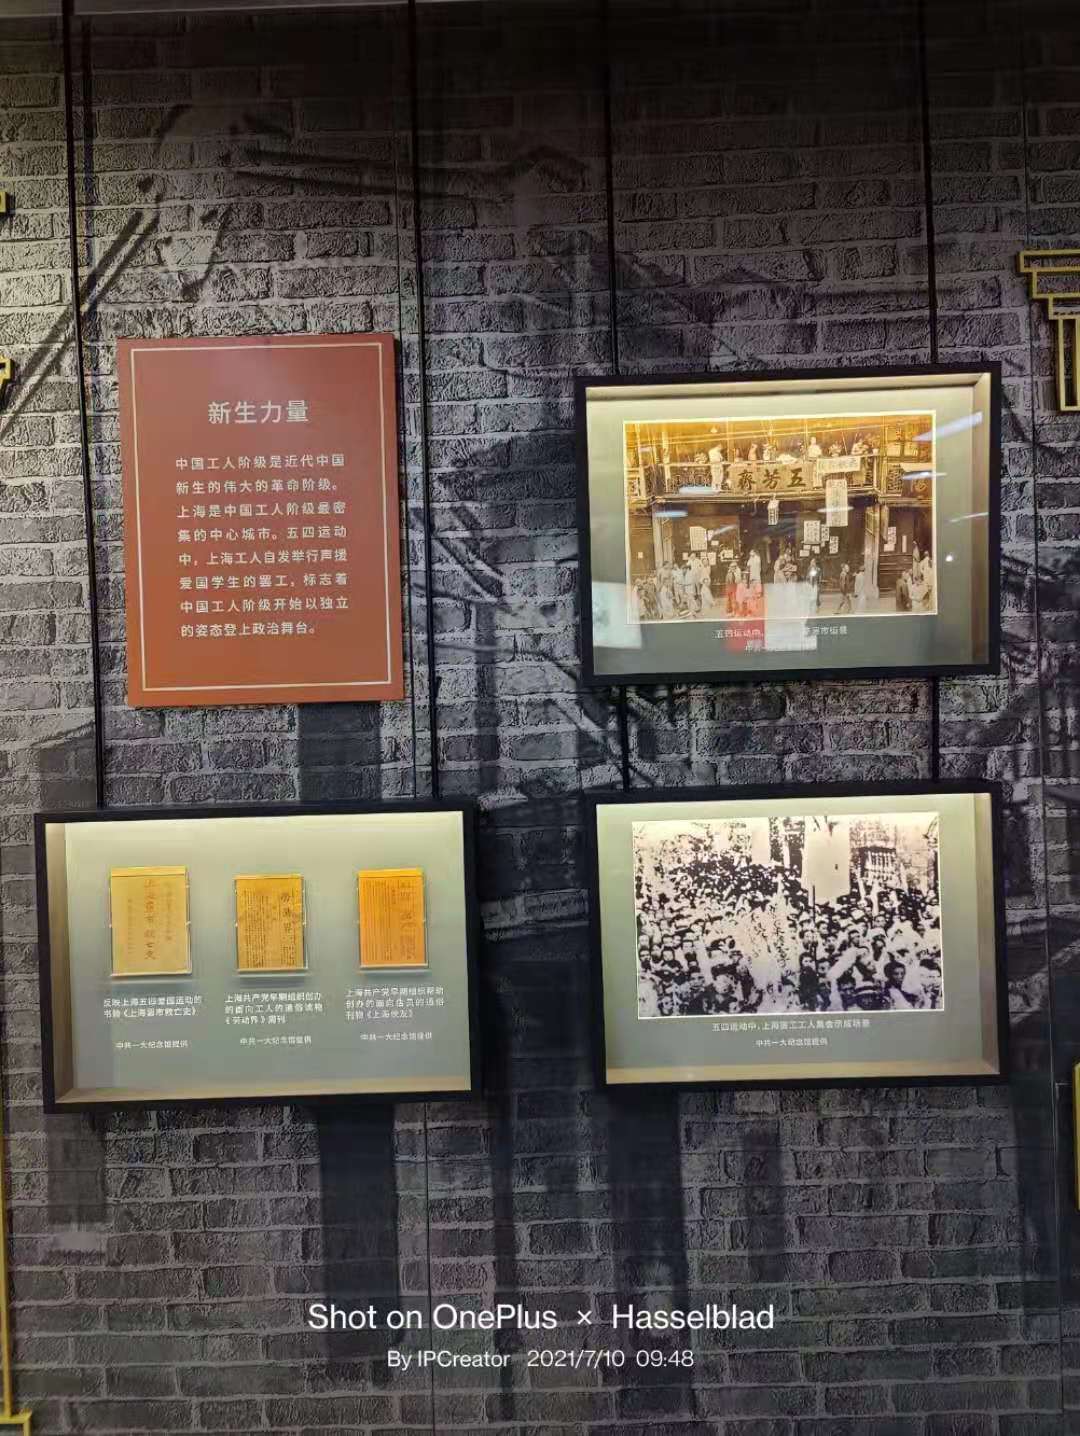 新生力量
中国工人阶级是近代中国
新生的伟大的革命阶级。
上海是中国工人阶级最密
集的中心城市。五四运动
中，上海工人自发举行声援
爱国学生的罢工，标志着
中国工人阶级开始以独立
的姿态登上政治舞台。
五芳斋
五四运动中，
市街景
反映上海五四爱国运动的
书籍《上海罢市救亡史》
中共一大纪念馆提供
上海共产党早期组织创办
的面向工人的通俗读物
《劳动界》周刊
中共一大纪念馆提供
上海共产党早期组织帮助
创办的面向店员的通俗
刊物《上海伙友》
中共一大纪念馆提供
五四运动中，上海罢工工人集会示威场景
中共一大纪念馆提供
Shot on OnePlus × Hasselblad
By IPCreator 2021/7/10 09:48